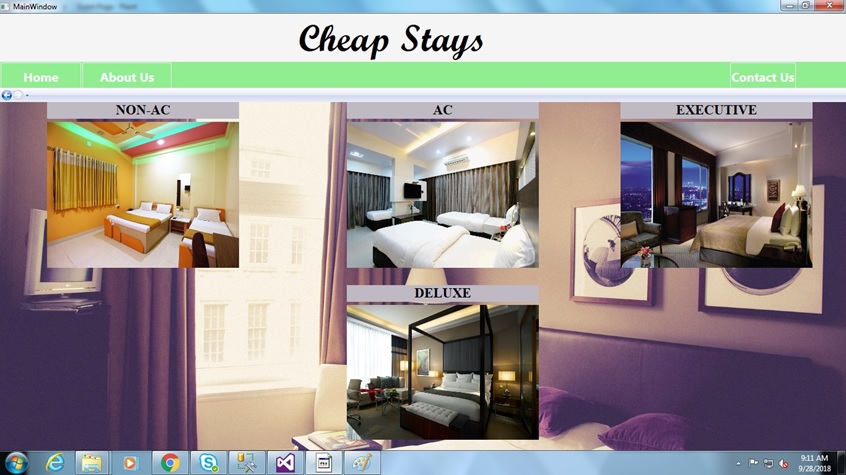 MainWindow
Cheap Stays
Home
About Us
Contact Us
NON-AC
AC
EXECUTIVE
DELUXE
9:11 AM
9/28/2018